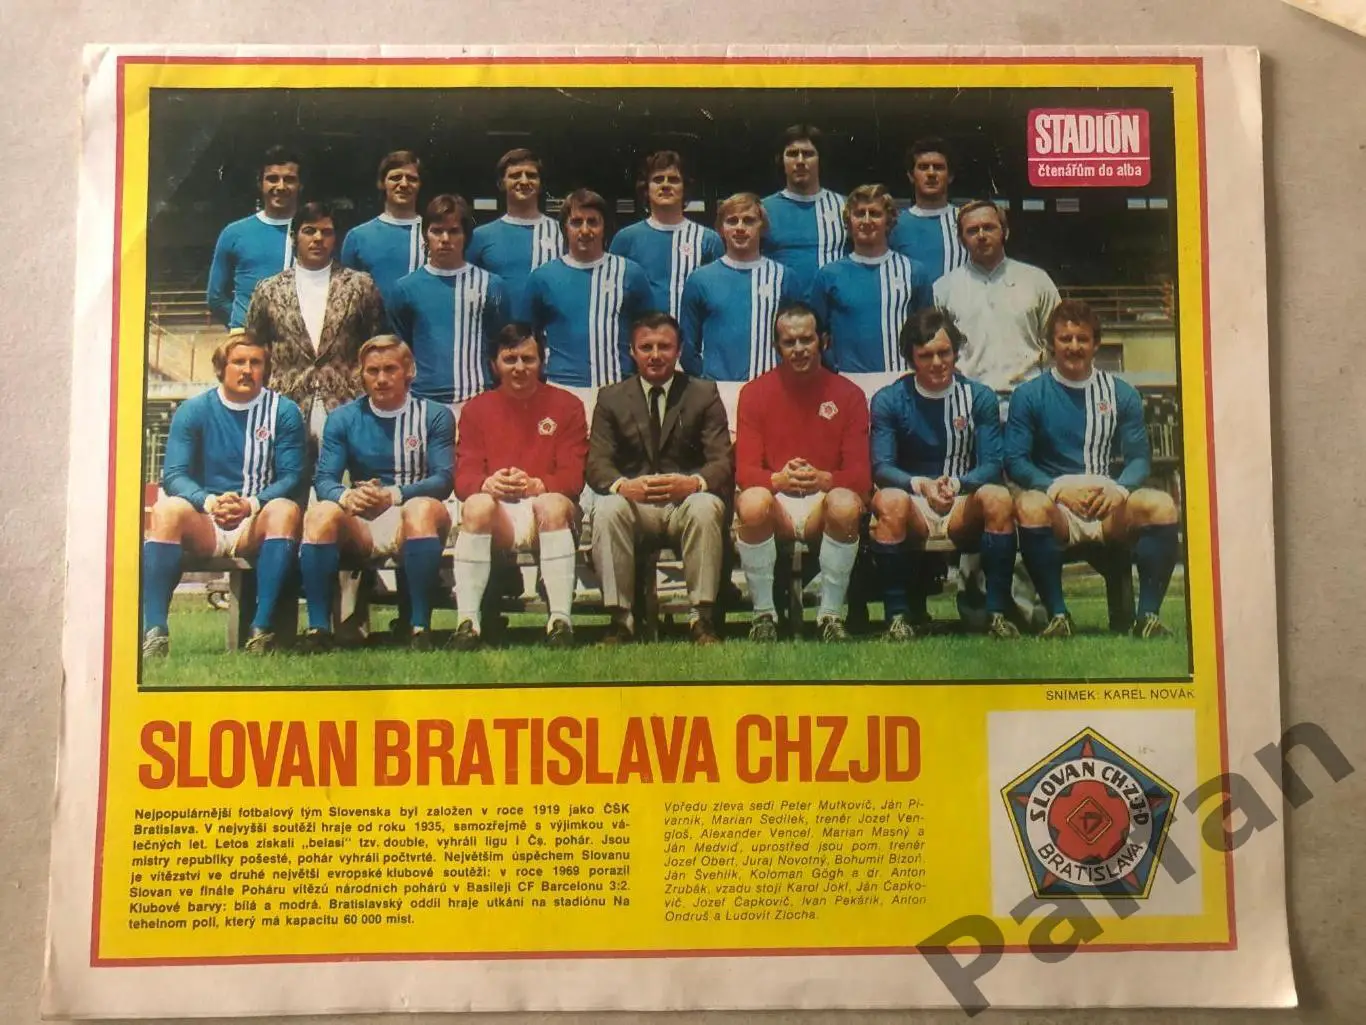 STADIÓN
čtenářům do alba
SNÍMEK: KAREL NOVÁK
SLOVAN BRATISLAVA CHZJD
Nejpopulárnější fotbalový tým Slovenska byl založen v roce 1919 jako ČŠK
Bratislava. V nejvyšší soutěži hraje od roku 1935, samozřejmě s výjimkou vá-
lečných let. Letos získali „belasí" tzv. double, vyhráli ligu i Čs. pohár. Jsou
mistry republiky pošesté, pohár vyhráli počtvrté. Největším úspěchem Slovanu
je vítězství ve druhé největší evropské klubové soutěži: v roce 1969 porazil
Slovan ve finále Poháru vítězů národních pohárů v Basileji CF Barcelonu 3:2.
Klubové barvy: bílá a modrá. Bratislavský oddíl hraje utkání na stadiónu Na
tehelnom poli, který má kapacitu 60 000 míst.
Vpředu zleva sedí Peter Mutkovič, Ján Pi-
varník, Marian Sedílek, trenér Jozef Ven-
gloš, Alexander Vencel, Marian Masný a
Ján Medviď, uprostřed jsou pom. trenér
Jozef Obert, Juraj Novotný, Bohumil Bizoň,
Ján Švehlík, Koloman Gögh a dr. Anton
Zrubák, vzadu stojí Karol Jokl, Ján Čapko-
vič, Jozef Čapkovič, Ivan Pekárik, Anton
Ondruš a Ludovít Zlocha.
SLOVAN CH·Z·J·D
BRATISLAVA
Partfan